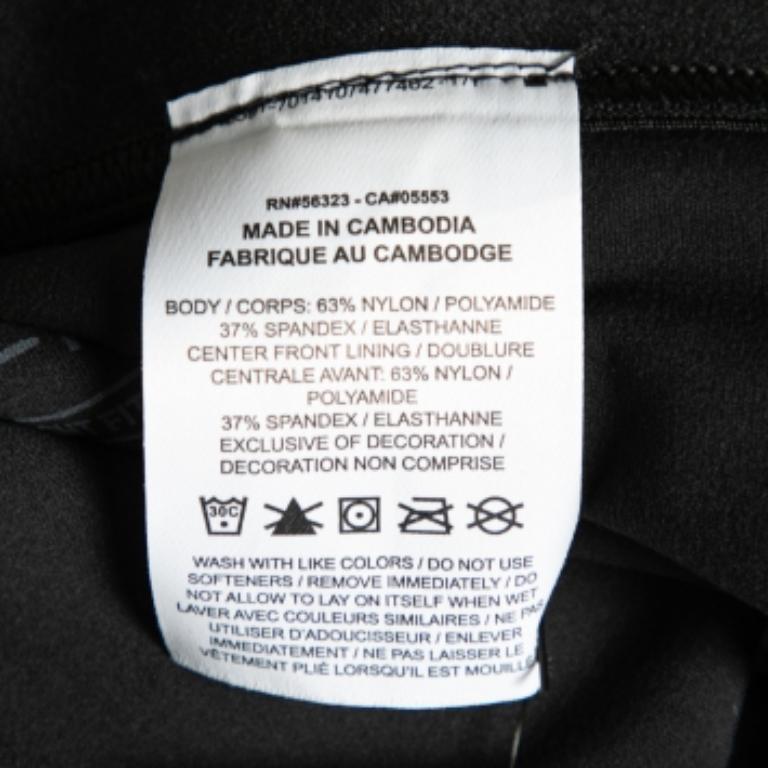 701410/477462
RN#56323 - CA#05553
MADE IN CAMBODIA
FABRIQUE AU CAMBODGE
BODY / CORPS: 63% NYLON / POLYAMIDE
37% SPANDEX / ELASTHANNE
CENTER FRONT LINING / DOUBLURE
CENTRALE AVANT: 63% NYLON /
POLYAMIDE
37% SPANDEX / ELASTHANNE
EXCLUSIVE OF DECORATION /
DECORATION NON COMPRISE
30C
WASH WITH LIKE COLORS / DO NOT USE
SOFTENERS / REMOVE IMMEDIATELY / DO
NOT ALLOW TO LAY ON ITSELF WHEN WET
LAVER AVEC COULEURS SIMILAIRES / NE PAS
UTILISER D'ADOUCISSEUR / ENLEVER
IMMEDIATEMENT / NE PAS LAISSER LE
VÊTEMENT PLIÉ LORSQU'IL EST MOUILLÉ